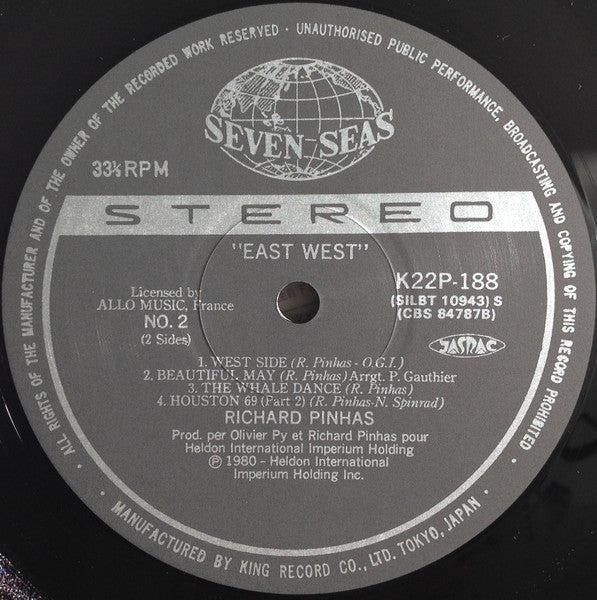 ALL RIGHTS OF THE MANUFACTURER AND OF THE OWNER OF THE RECORDED WORK RESERVED · UNAUTHORISED PUBLIC PERFORMANCE, BROADCASTING AND COPYING OF THIS RECORD PROHIBITED.
SEVEN SEAS
33⅓RPM
STEREO
"EAST WEST"
Licensed by
ALLO MUSIC, France
NO. 2
(2 Sides)
K22P-188
(SILBT 10943) S
(CBS 84787B)
JASRAC
1. WEST SIDE (R. Pinhas - O.G.I.)
2. BEAUTIFUL MAY (R. Pinhas) Arrgt. P. Gauthier
3. THE WHALE DANCE (R. Pinhas)
4. HOUSTON 69 (Part 2) (R. Pinhas-N. Spinrad)
RICHARD PINHAS
Prod. per Olivier Py et Richard Pinhas pour
Heldon International Imperium Holding
℗ 1980 - Heldon International
Imperium Holding Inc.
· MANUFACTURED BY KING RECORD CO., LTD. TOKYO, JAPAN ·